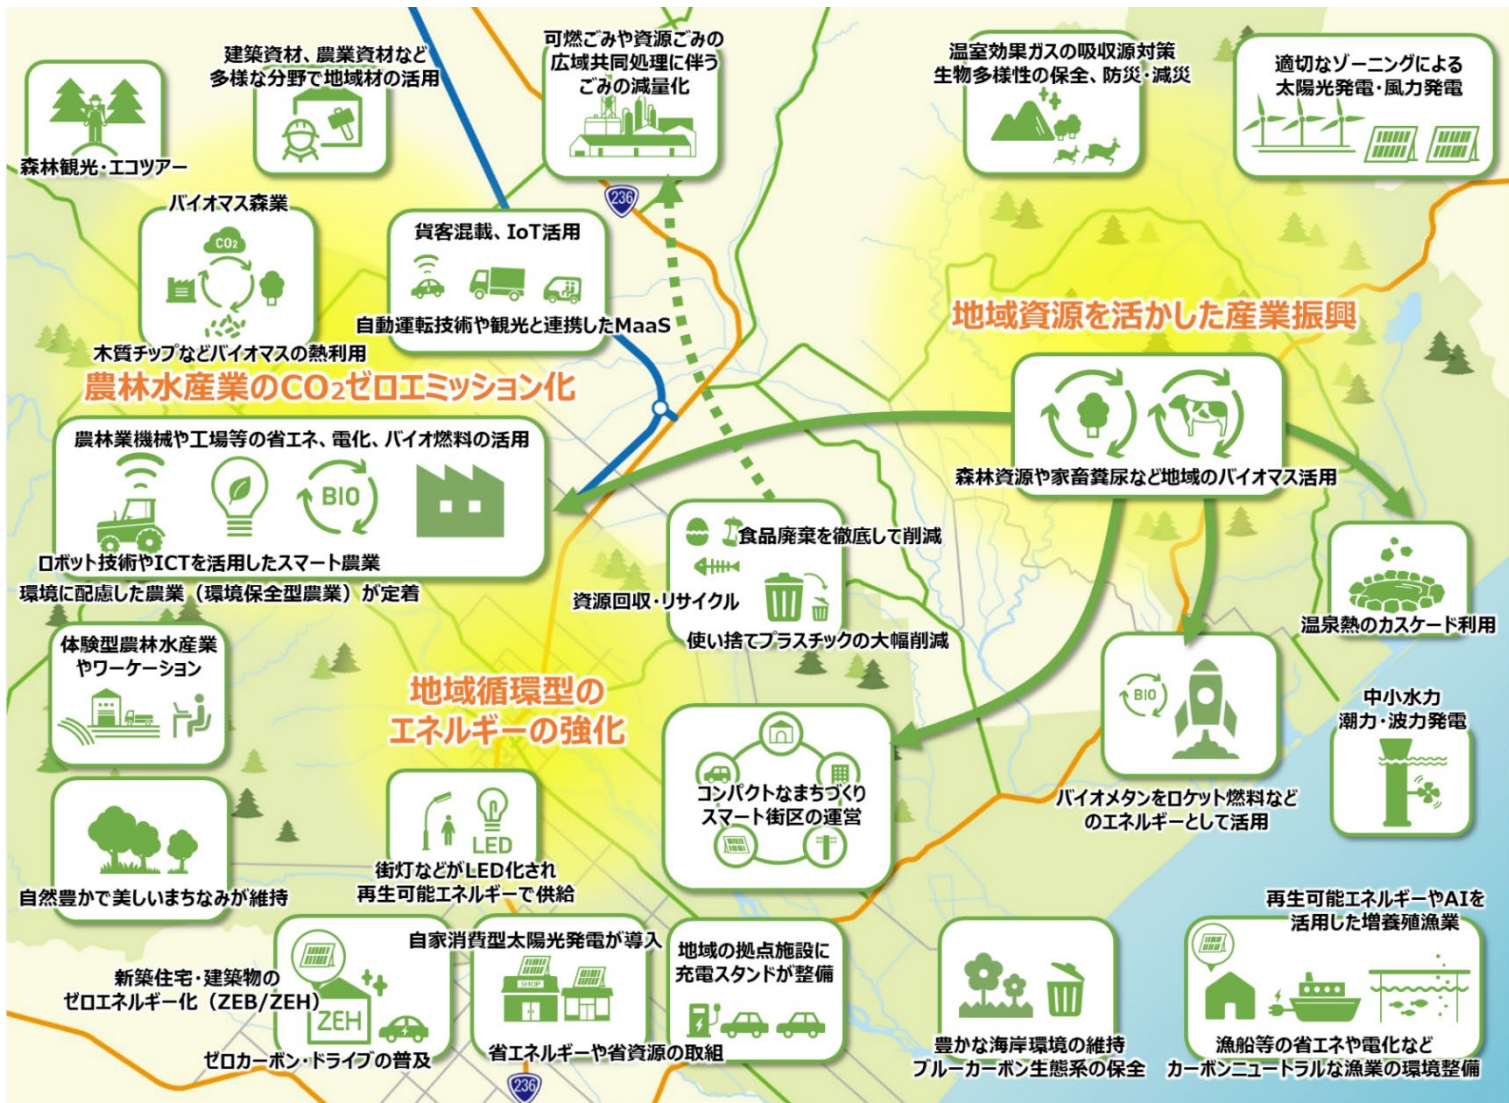 森林観光・エコツアー
建築資材、農業資材など
多様な分野で地域材の活用
可燃ごみや資源ごみの
広域共同処理に伴う
ごみの減量化
温室効果ガスの吸収源対策
生物多様性の保全、防災・減災
適切なゾーニングによる
太陽光発電・風力発電
236
バイオマス産業
CO₂
木質チップなどバイオマスの熱利用
貨客混載、IoT活用
自動運転技術や観光と連携したMaaS
地域資源を活かした産業振興
農林水産業のCO₂ゼロエミッション化
農林業機械や工場等の省エネ、電化、バイオ燃料の活用
BIO
ロボット技術やICTを活用したスマート農業
環境に配慮した農業（環境保全型農業）が定着
森林資源や家畜糞尿など地域のバイオマス活用
食品廃棄を徹底して削減
資源回収・リサイクル
使い捨てプラスチックの大幅削減
温泉熱のカスケード利用
体験型農林水産業
やワーケーション
地域循環型の
エネルギーの強化
コンパクトなまちづくり
スマート街区の運営
BIO
バイオメタンをロケット燃料など
のエネルギーとして活用
中小水力
潮力・波力発電
自然豊かで美しいまちなみが維持
LED
街灯などがLED化され
再生可能エネルギーで供給
新築住宅・建築物の
ゼロエネルギー化（ZEB/ZEH）
ZEH
ゼロカーボン・ドライブの普及
自家消費型太陽光発電が導入
SHOP
省エネルギーや省資源の取組
地域の拠点施設に
充電スタンドが整備
236
豊かな海岸環境の維持
ブルーカーボン生態系の保全
再生可能エネルギーやAIを
活用した増養殖漁業
漁船等の省エネや電化など
カーボンニュートラルな漁業の環境整備